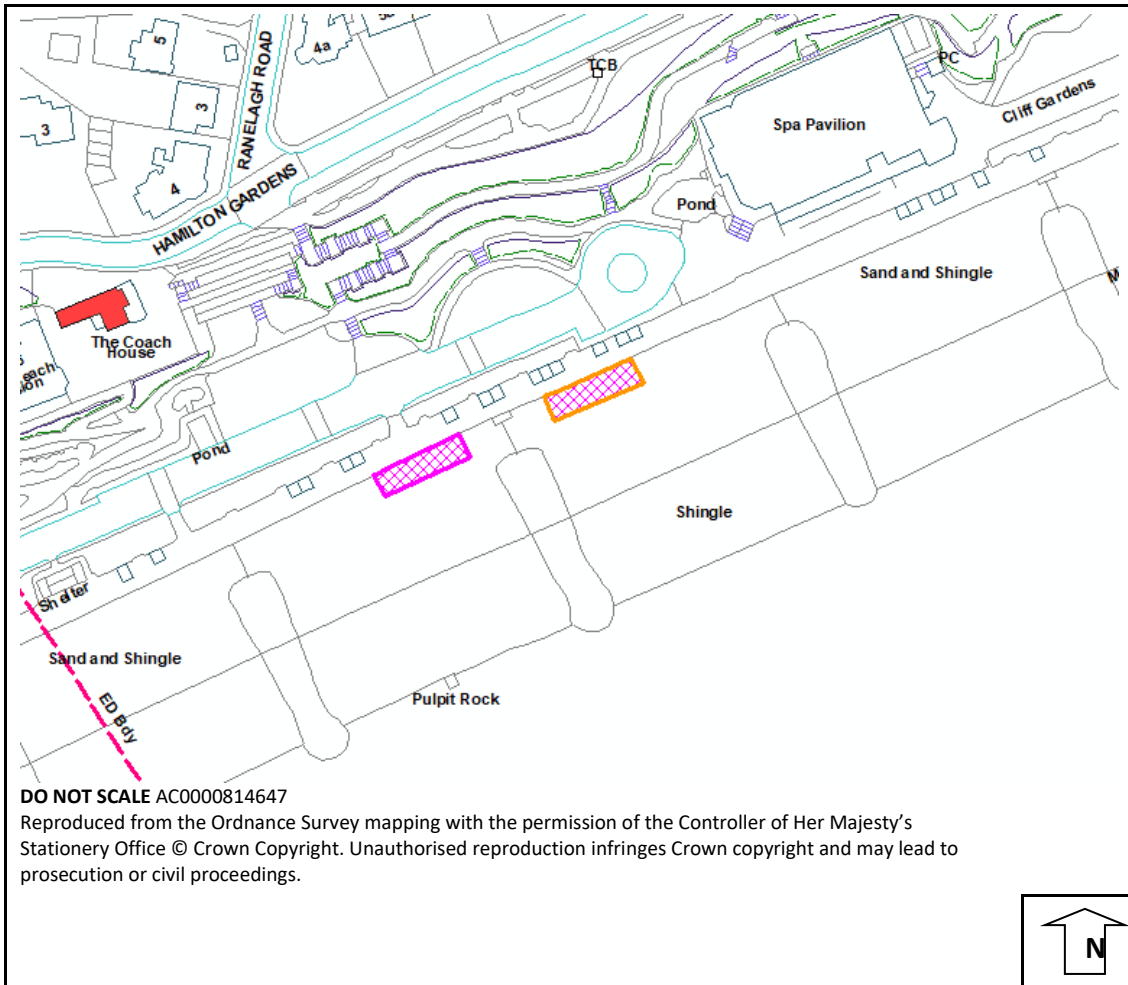 5
4a
TCB
PC
RANELAGH ROAD
Cliff Gardens
3
3
Spa Pavilion
4
HAMILTON GARDENS
Pond
Sand and Shingle
The Coach
House
Pond
Shingle
Shelter
Sand and Shingle
ED Bdy
Pulpit Rock
DO NOT SCALE AC0000814647
Reproduced from the Ordnance Survey mapping with the permission of the Controller of Her Majesty’s
Stationery Office © Crown Copyright. Unauthorised reproduction infringes Crown copyright and may lead to
prosecution or civil proceedings.
N